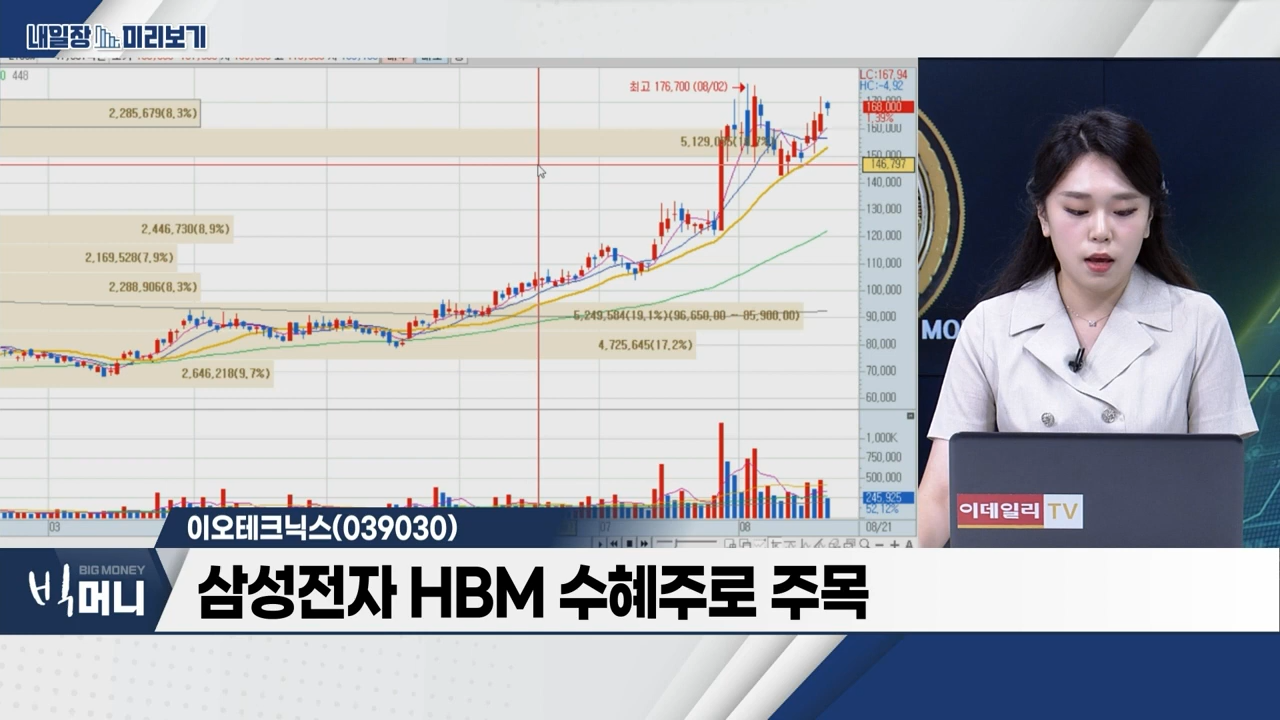 내일장 미리보기
448
최고 176,700 (08/02)
LC:167,94
HC:-4,92
170,000
168,000
1,39%
160,000
150,000
146,797
140,000
130,000
120,000
110,000
100,000
90,000
80,000
70,000
60,000
2,285,679(8,3%)
2,446,730(8,9%)
2,169,528(7,9%)
2,288,906(8,3%)
5,249,584(19,1%)(96,650,00 ~ 85,900,00)
4,725,645(17,2%)
2,646,218(9,7%)
1,000K
750,000
500,000
245,925
52,12%
03
07
08
08/21
이데일리 TV
이오테크닉스(039030)
BIG MONEY
빅머니
삼성전자 HBM 수혜주로 주목